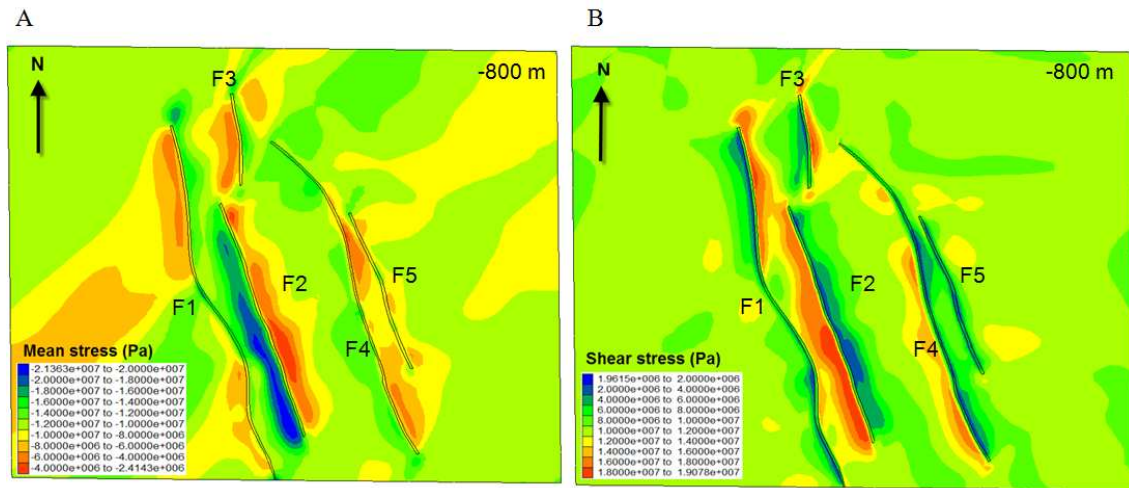 A
B
N
F3
-800 m
F2
F5
F1
F4
Mean stress (Pa)
-2.1363e+007 to -2.0000e+007
-2.0000e+007 to -1.8000e+007
-1.8000e+007 to -1.6000e+007
-1.6000e+007 to -1.4000e+007
-1.4000e+007 to -1.2000e+007
-1.2000e+007 to -1.0000e+007
-1.0000e+007 to -8.0000e+006
-8.0000e+006 to -6.0000e+006
-6.0000e+006 to -4.0000e+006
-4.0000e+006 to -2.4143e+006
N
F3
-800 m
F2
F5
F1
F4
Shear stress (Pa)
1.9615e+006 to 2.0000e+006
2.0000e+006 to 4.0000e+006
4.0000e+006 to 6.0000e+006
6.0000e+006 to 8.0000e+006
8.0000e+006 to 1.0000e+007
1.0000e+007 to 1.2000e+007
1.2000e+007 to 1.4000e+007
1.4000e+007 to 1.6000e+007
1.6000e+007 to 1.8000e+007
1.8000e+007 to 1.9078e+007